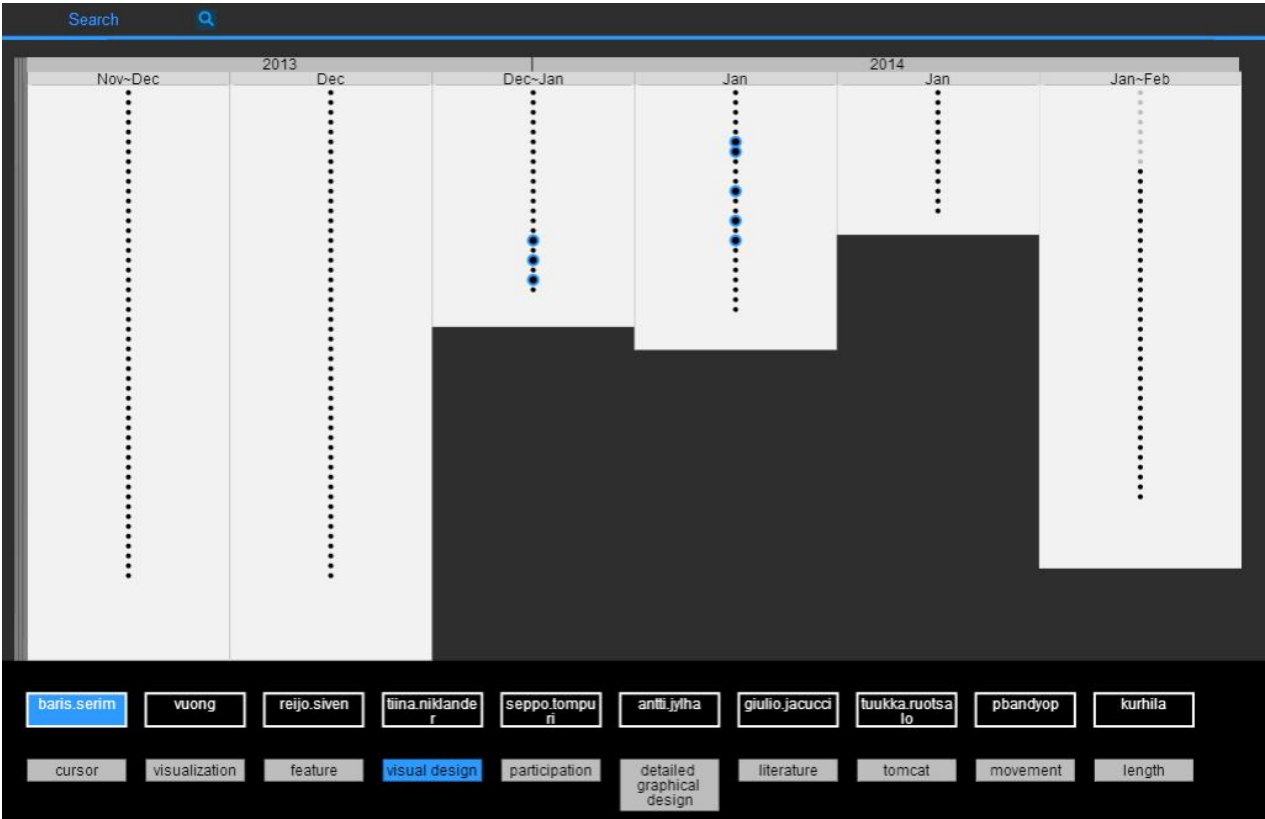 Search
2013 2014
Nov~Dec Dec Dec~Jan Jan Jan Jan~Feb
baris.serim vuong reijo.siven tiina.niklande seppo.tompu antti.jylha giulio.jacucci tuukka.ruotsa pbandyop kurhila
r ri lo
cursor visualization feature visual design participation detailed literature tomcat movement length
graphical
design